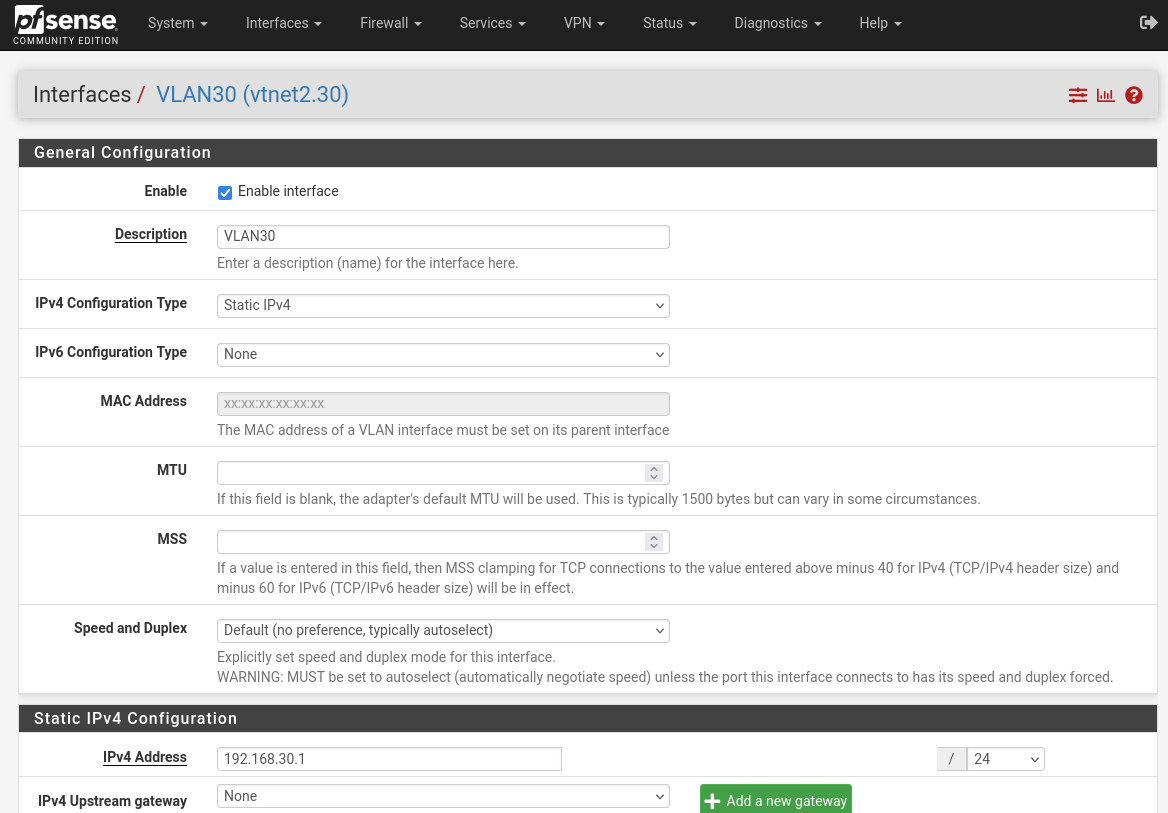 pfsense
COMMUNITY EDITION
System Interfaces Firewall Services VPN Status Diagnostics Help
Interfaces / VLAN30 (vtnet2.30)
General Configuration
Enable Enable interface
Description VLAN30
Enter a description (name) for the interface here.
IPv4 Configuration Type Static IPv4
IPv6 Configuration Type None
MAC Address xx:xx:xx:xx:xx:xx
The MAC address of a VLAN interface must be set on its parent interface
MTU
If this field is blank, the adapter's default MTU will be used. This is typically 1500 bytes but can vary in some circumstances.
MSS
If a value is entered in this field, then MSS clamping for TCP connections to the value entered above minus 40 for IPv4 (TCP/IPv4 header size) and
minus 60 for IPv6 (TCP/IPv6 header size) will be in effect.
Speed and Duplex Default (no preference, typically autoselect)
Explicitly set speed and duplex mode for this interface.
WARNING: MUST be set to autoselect (automatically negotiate speed) unless the port this interface connects to has its speed and duplex forced.
Static IPv4 Configuration
IPv4 Address 192.168.30.1 / 24
IPv4 Upstream gateway None Add a new gateway